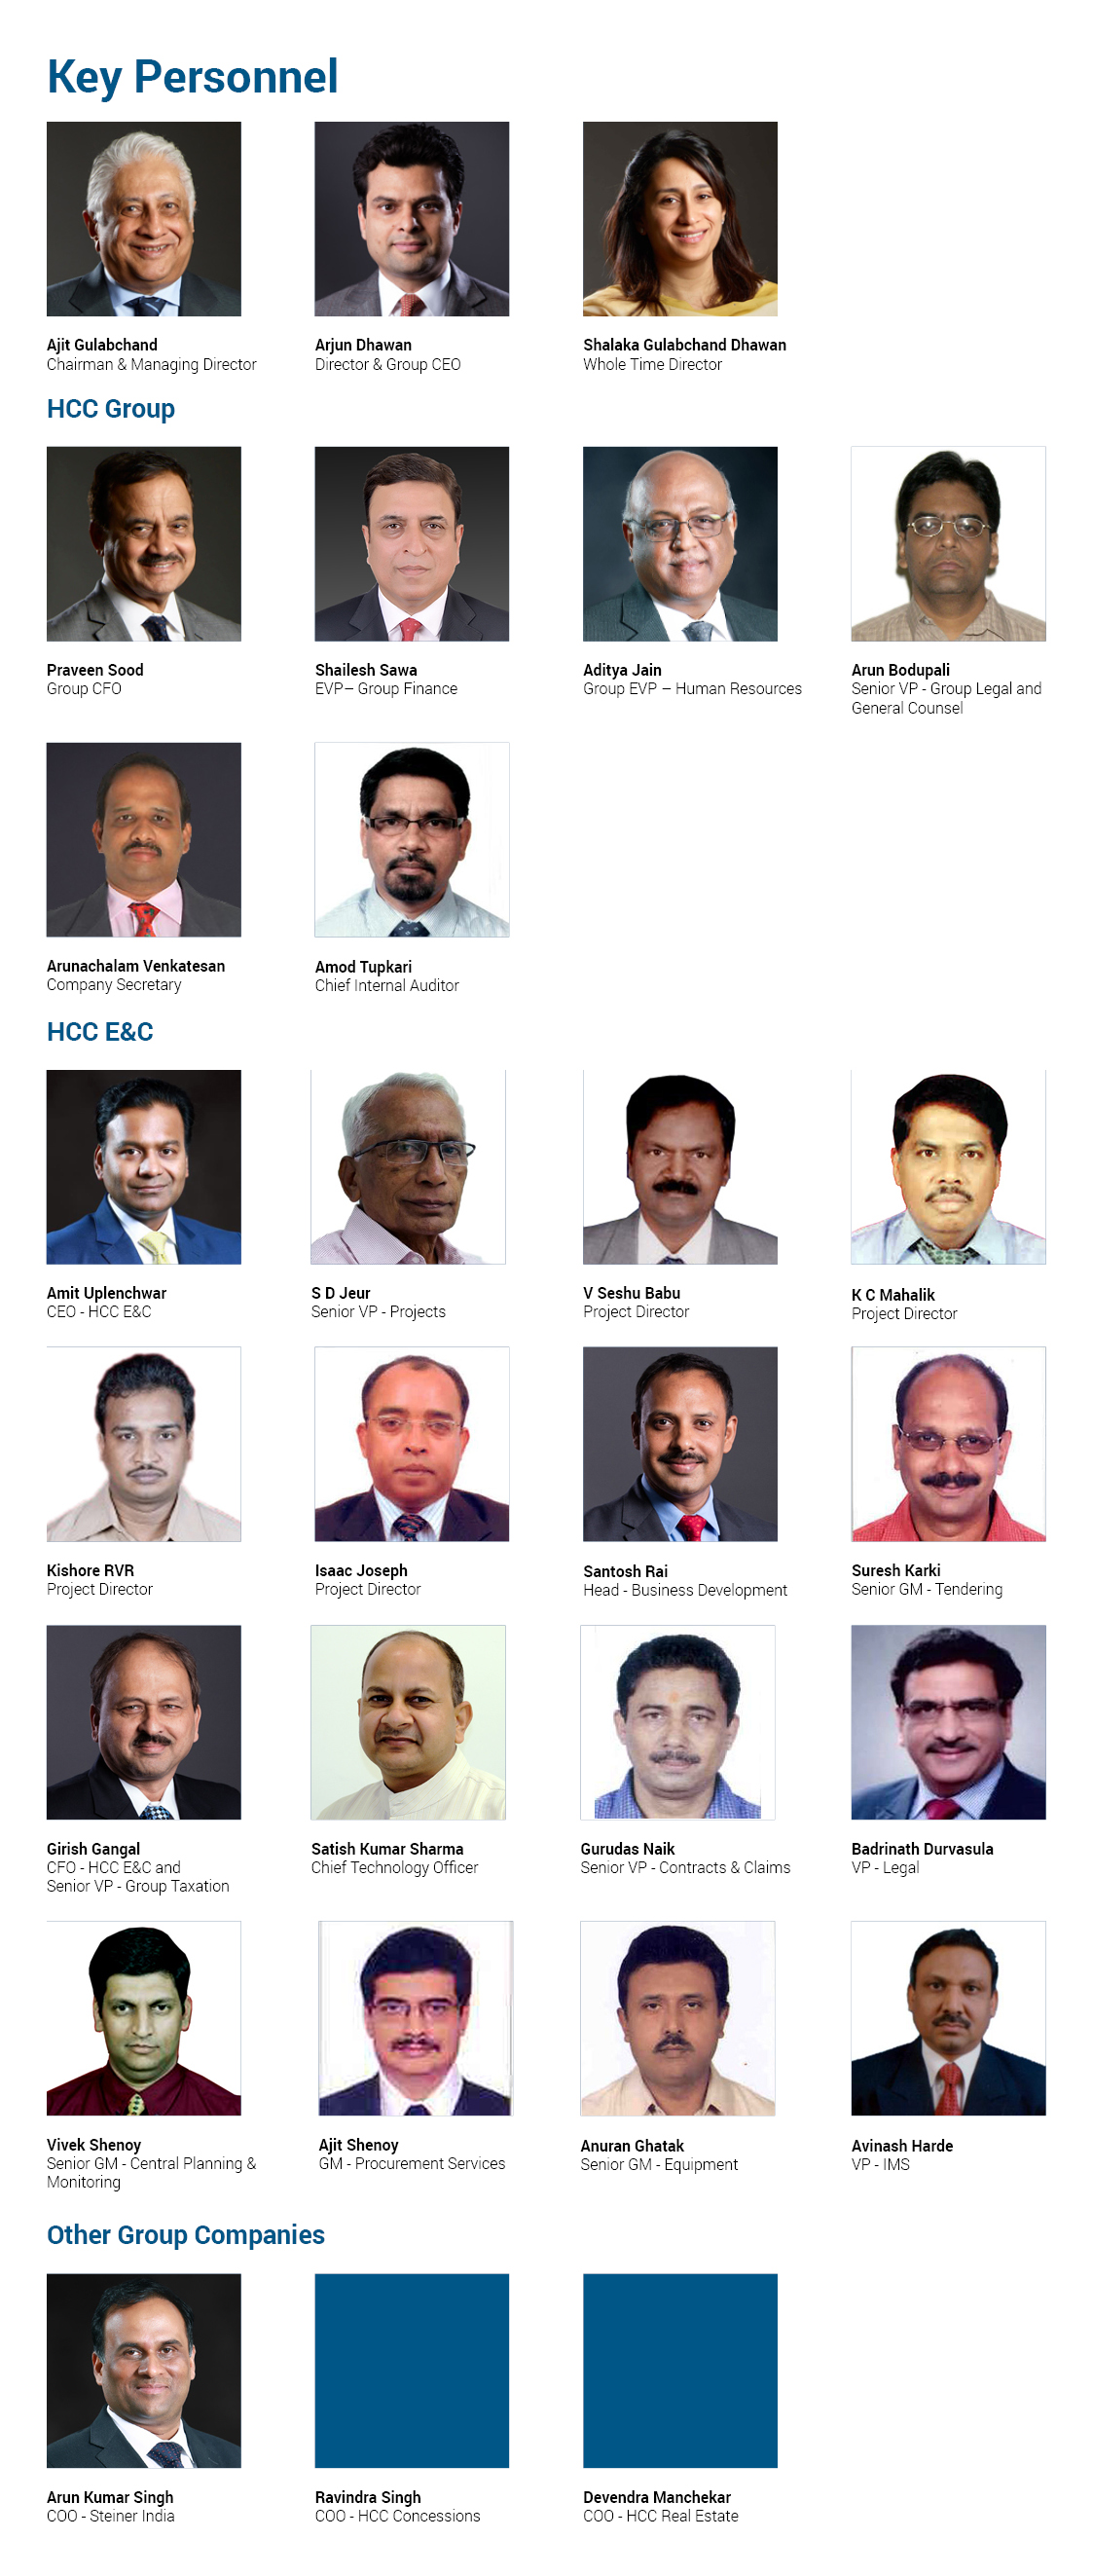 Key Personnel
Ajit Gulabchand
Chairman & Managing Director
Arjun Dhawan
Director & Group CEO
Shalaka Gulabchand Dhawan
Whole Time Director
HCC Group
Praveen Sood
Group CFO
Shailesh Sawa
EVP– Group Finance
Aditya Jain
Group EVP – Human Resources
Arun Bodupali
Senior VP - Group Legal and
General Counsel
Arunachalam Venkatesan
Company Secretary
Amod Tupkari
Chief Internal Auditor
HCC E&C
Amit Uplenchwar
CEO - HCC E&C
S D Jeur
Senior VP - Projects
V Seshu Babu
Project Director
K C Mahalik
Project Director
Kishore RVR
Project Director
Isaac Joseph
Project Director
Santosh Rai
Head - Business Development
Suresh Karki
Senior GM - Tendering
Girish Gangal
CFO - HCC E&C and
Senior VP - Group Taxation
Satish Kumar Sharma
Chief Technology Officer
Gurudas Naik
Senior VP - Contracts & Claims
Badrinath Durvasula
VP - Legal
Vivek Shenoy
Senior GM - Central Planning &
Monitoring
Ajit Shenoy
GM - Procurement Services
Anuran Ghatak
Senior GM - Equipment
Avinash Harde
VP - IMS
Other Group Companies
Arun Kumar Singh
COO - Steiner India
Ravindra Singh
COO - HCC Concessions
Devendra Manchekar
COO - HCC Real Estate